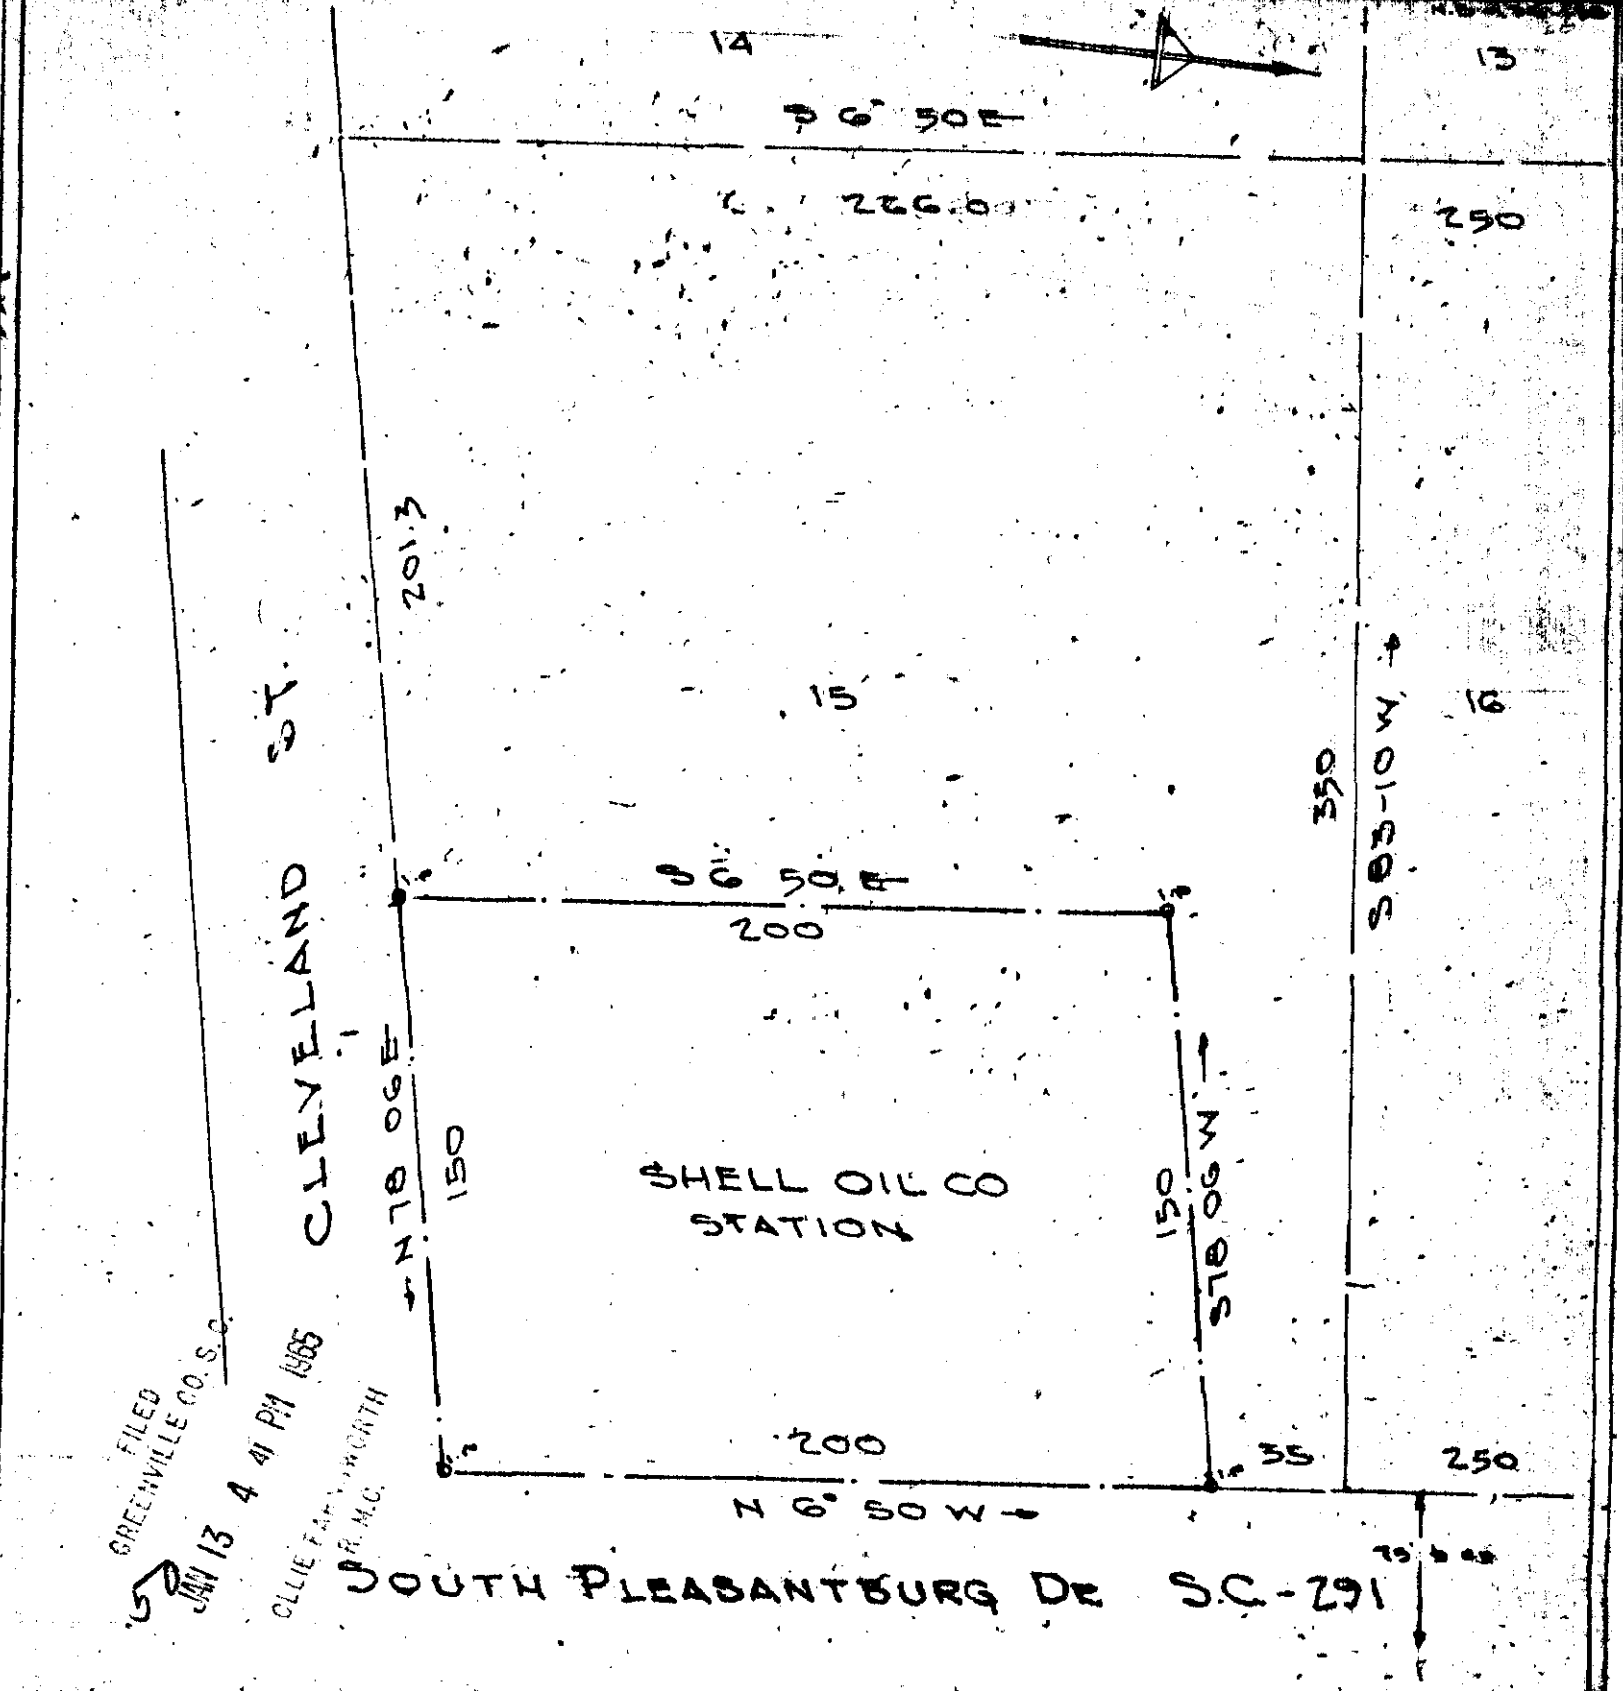 14
13
S 6° 50 E
226.0
250
201.3
15
16
350
S 83-10 W
CLEVELAND ST.
S 6 50 E
200
N 78 06 E
150
SHELL OIL CO
STATION
150
S 78 06 W
200
35
250
N 6° 50 W
SOUTH PLEASANTBURG DR S.C-291
FILED
GREENVILLE CO. S. C.
JAN 13 4 41 PM 1965
OLLIE
R. M.C.